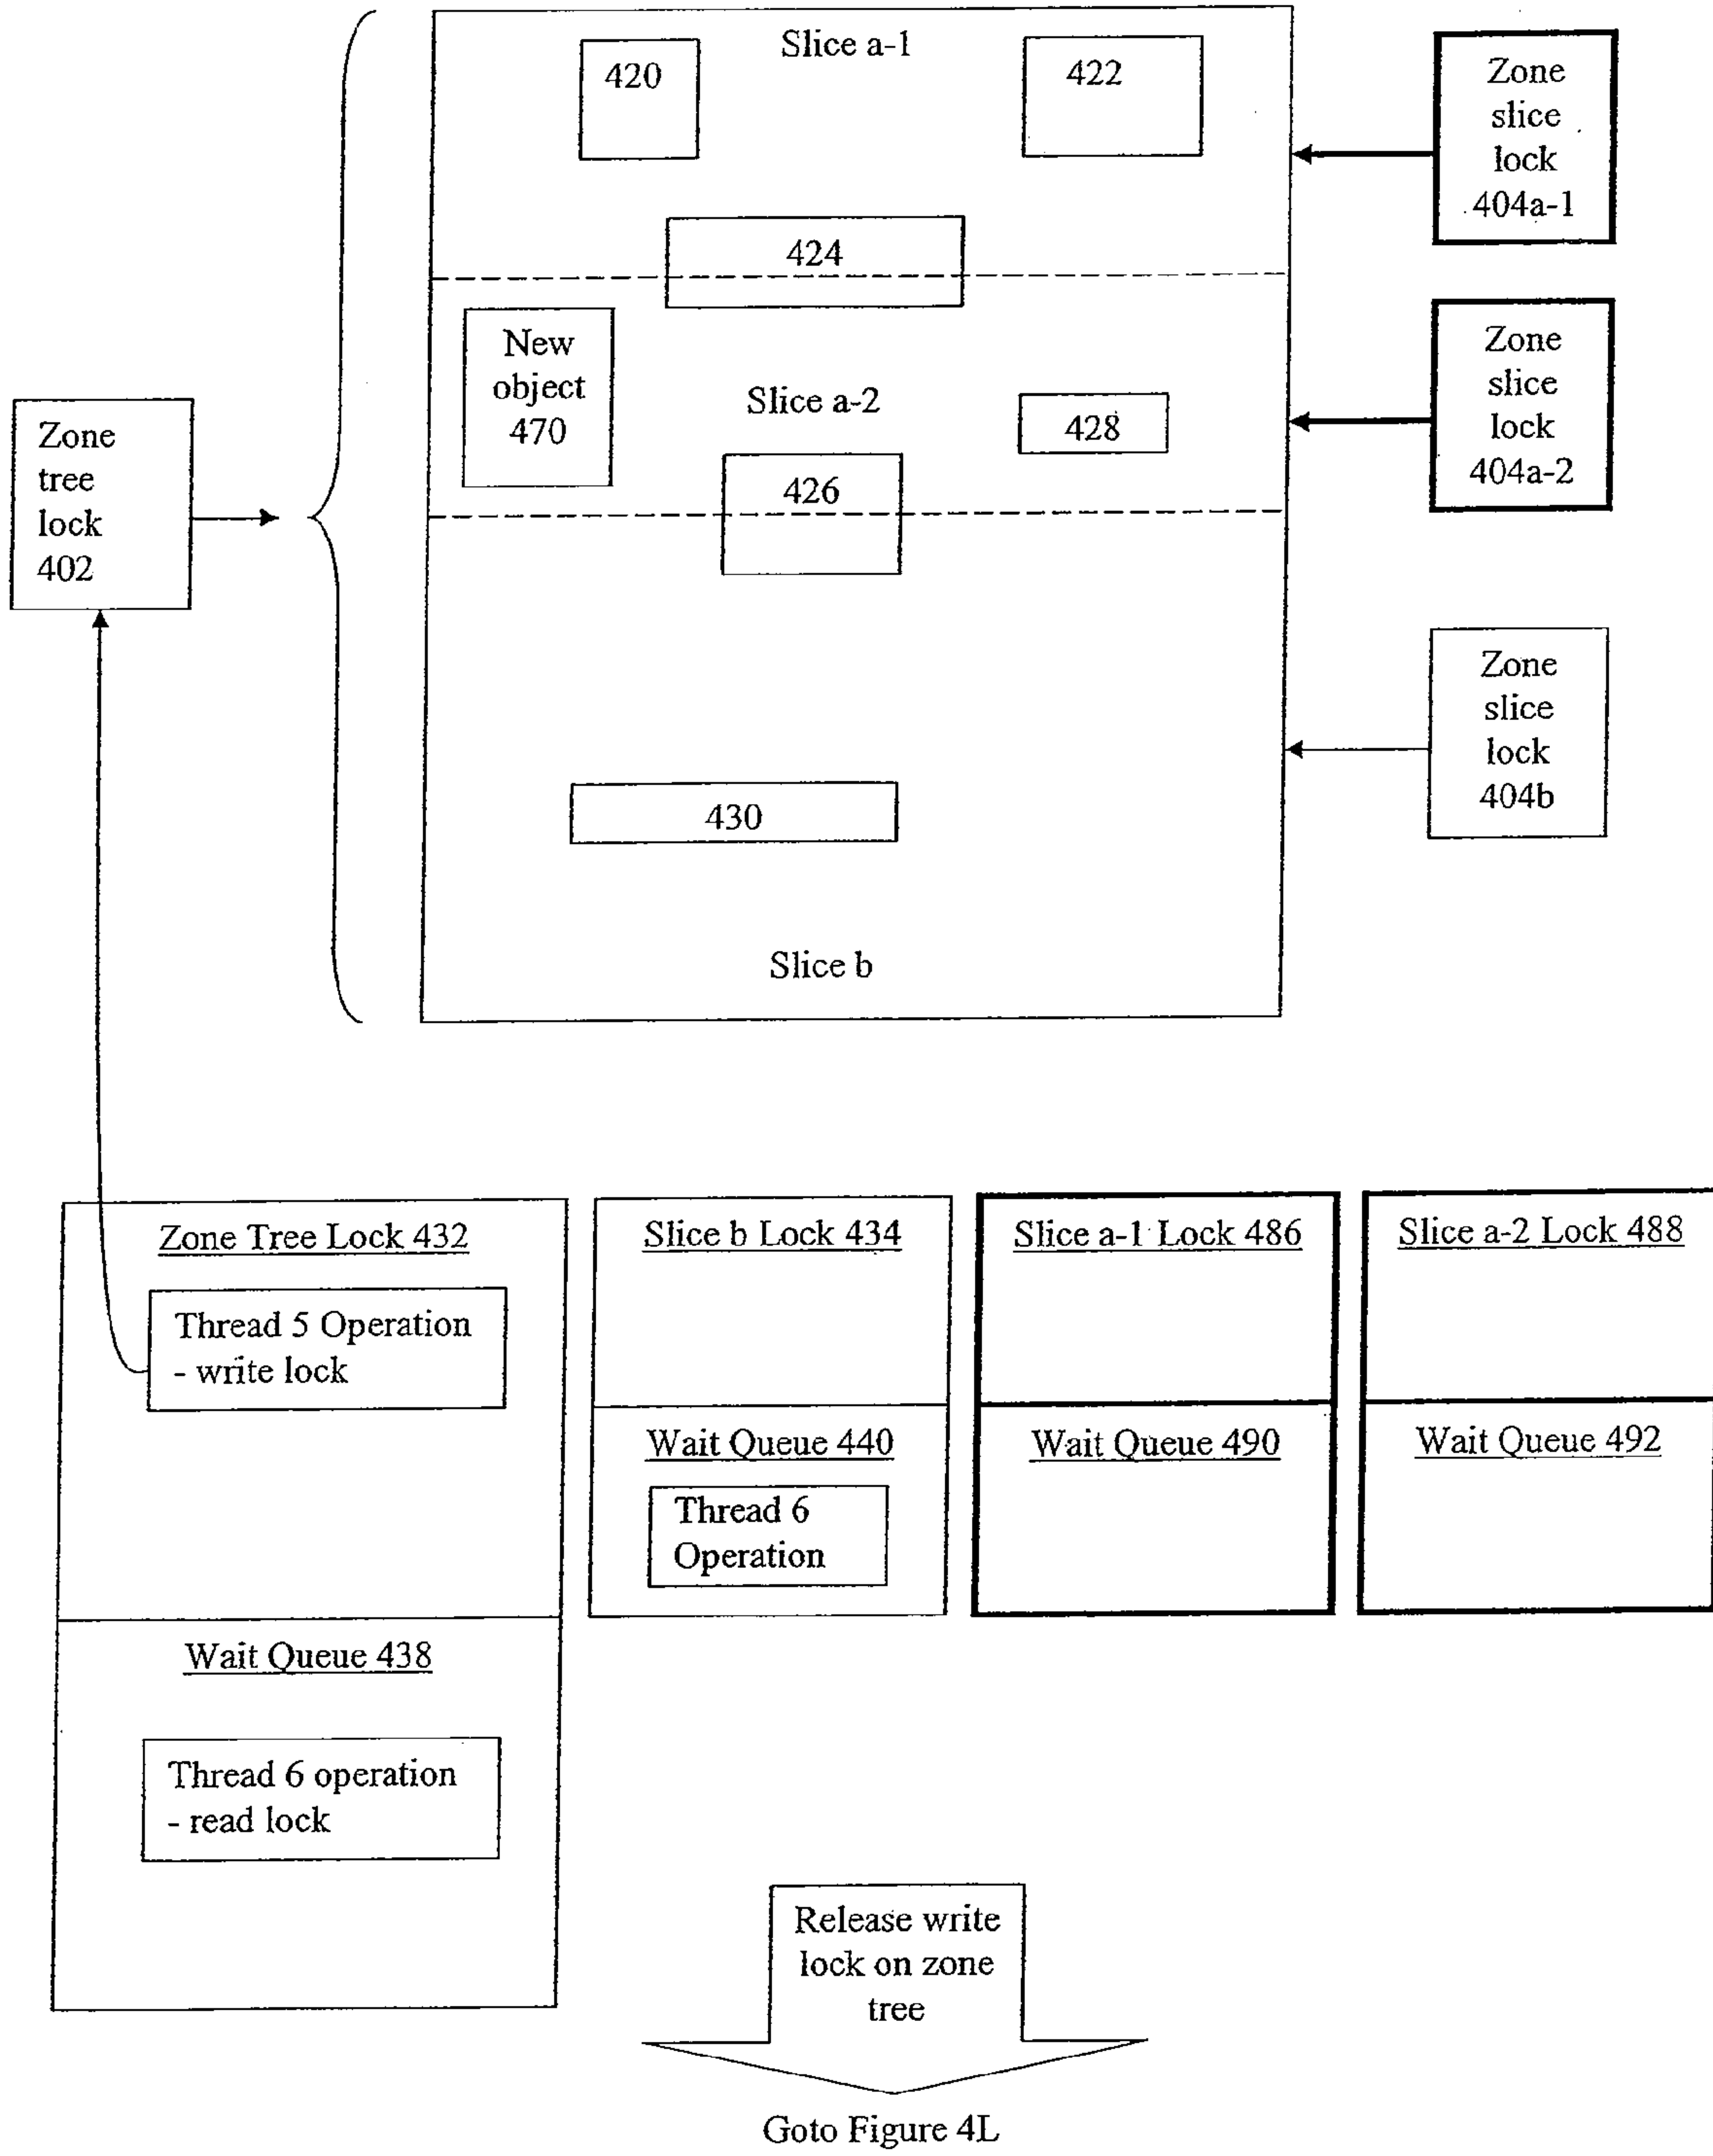 Slice a-1
420
422
Zone
slice
lock
404a-1
424
New
object
470
Slice a-2
428
426
Zone
slice
lock
404a-2
Zone
tree
lock
402
430
Slice b
Zone
slice
lock
404b
Zone Tree Lock 432
Thread 5 Operation
- write lock
Wait Queue 438
Thread 6 operation
- read lock
Slice b Lock 434
Wait Queue 440
Thread 6
Operation
Slice a-1 Lock 486
Wait Queue 490
Slice a-2 Lock 488
Wait Queue 492
Release write
lock on zone
tree
Goto Figure 4L